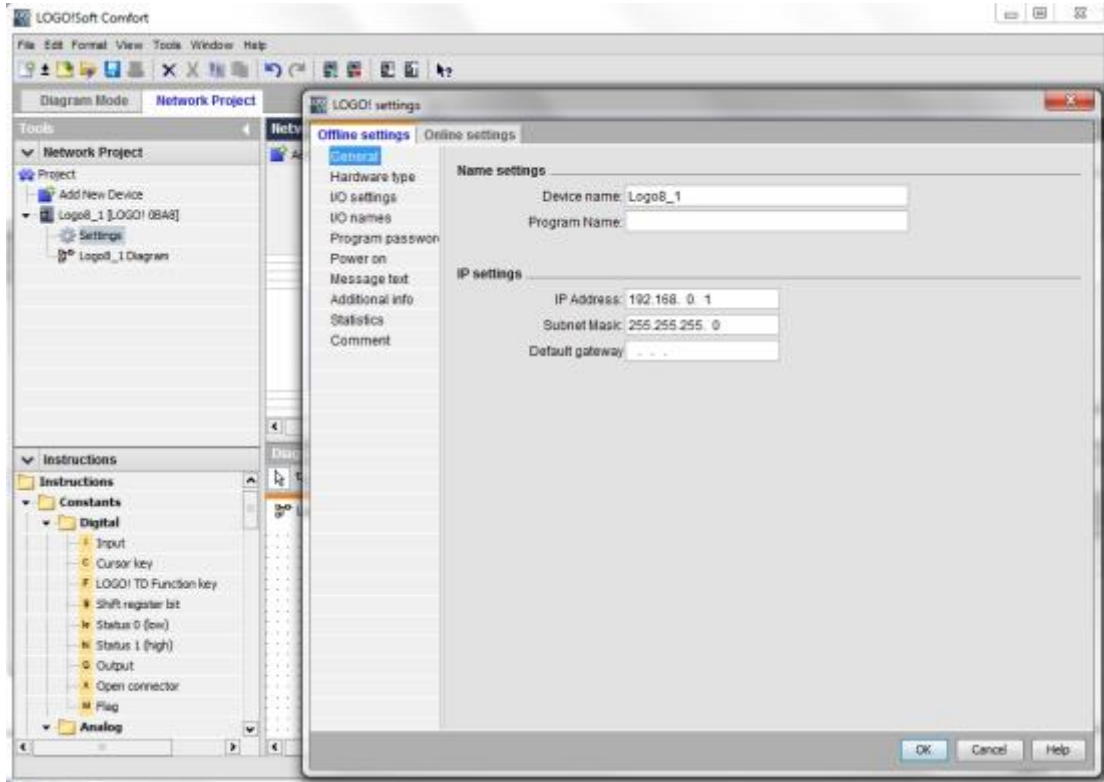 LOGO!Soft Comfort
File Edit Format View Tools Window Help
Diagram Mode
Network Project
Tools
Network Project
Project
Add New Device
Logo8_1 [LOGO! 0BA8]
Settings
Logo8_1 Diagram
Instructions
Instructions
Constants
Digital
I Input
C Cursor key
F LOGO! TD Function key
S Shift register bit
lo Status 0 (low)
hi Status 1 (high)
Q Output
X Open connector
M Flag
Analog
Netw
LOGO! settings
Offline settings
Online settings
General
Hardware type
I/O settings
I/O names
Program passwor
Power on
Message text
Additional info
Statistics
Comment
Name settings
Device name: Logo8_1
Program Name:
IP settings
IP Address: 192.168. 0. 1
Subnet Mask: 255.255.255. 0
Default gateway . . .
OK
Cancel
Help